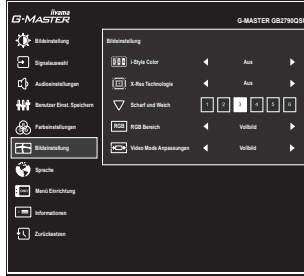 iiyama
G-MASTER
G-MASTER GB2790QSU
Bildeinstellung
Bildeinstellung
Signalauswahl
i-Style Color
Aus
Audioeinstellungen
X-Res Technologie
Aus
Benutzer Einst. Speichern
Scharf und Weich
1 2 3 4 5 6
Farbeinstellungen
RGB
RGB Bereich
Vollbild
Bildeinstellung
Video Mode Anpassungen
Vollbild
Sprache
OSD
Menü Einrichtung
Informationen
Zurücksetzen